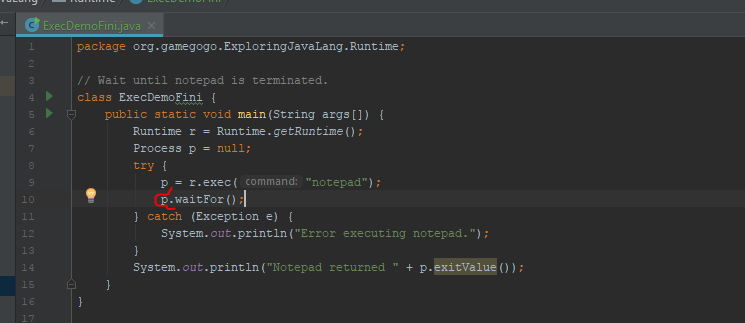 Runtime
ExecDemoFini
ExecDemoFini.java
1 package org.gamegogo.ExploringJavaLang.Runtime;
2
3 // Wait until notepad is terminated.
4 class ExecDemoFini {
5 public static void main(String args[]) {
6 Runtime r = Runtime.getRuntime();
7 Process p = null;
8 try {
9 p = r.exec( command: "notepad");
10 p.waitFor();
11 } catch (Exception e) {
12 System.out.println("Error executing notepad.");
13 }
14 System.out.println("Notepad returned " + p.exitValue());
15 }
16 }
17